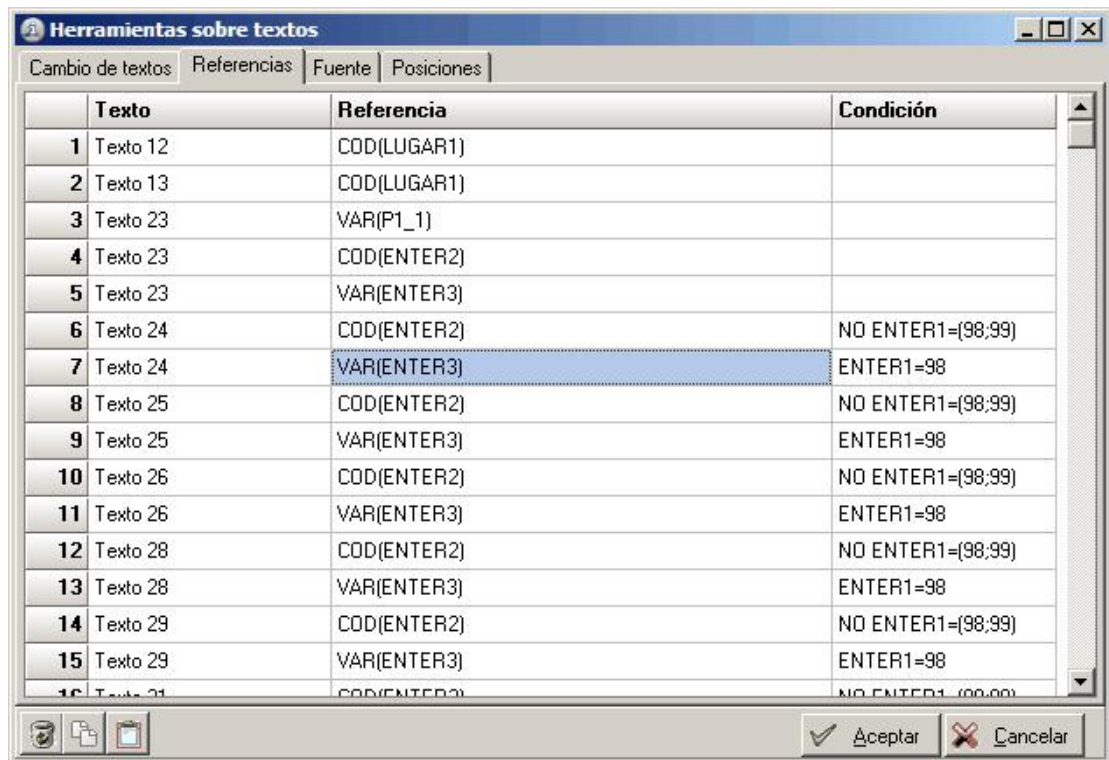 Herramientas sobre textos
Cambio de textos Referencias Fuente Posiciones
Texto Referencia Condición
1 Texto 12 COD(LUGAR1)
2 Texto 13 COD(LUGAR1)
3 Texto 23 VAR(P1_1)
4 Texto 23 COD(ENTER2)
5 Texto 23 VAR(ENTER3)
6 Texto 24 COD(ENTER2) NO ENTER1=(98;99)
7 Texto 24 VAR(ENTER3) ENTER1=98
8 Texto 25 COD(ENTER2) NO ENTER1=(98;99)
9 Texto 25 VAR(ENTER3) ENTER1=98
10 Texto 26 COD(ENTER2) NO ENTER1=(98;99)
11 Texto 26 VAR(ENTER3) ENTER1=98
12 Texto 28 COD(ENTER2) NO ENTER1=(98;99)
13 Texto 28 VAR(ENTER3) ENTER1=98
14 Texto 29 COD(ENTER2) NO ENTER1=(98;99)
15 Texto 29 VAR(ENTER3) ENTER1=98
Aceptar Cancelar